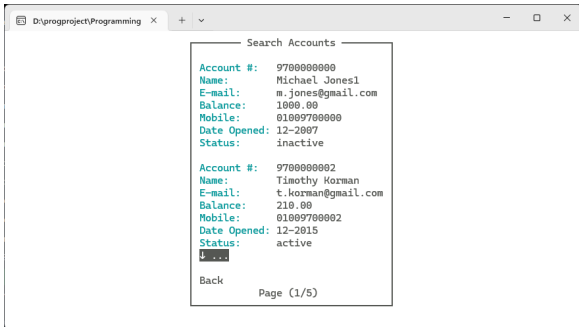 D:\progproject\Programming
Search Accounts
Account #: 9700000000
Name: Michael Jones1
E-mail: m.jones@gmail.com
Balance: 1000.00
Mobile: 01009700000
Date Opened: 12-2007
Status: inactive
Account #: 9700000002
Name: Timothy Korman
E-mail: t.korman@gmail.com
Balance: 210.00
Mobile: 01009700002
Date Opened: 12-2015
Status: active
↓ ...
Back
Page (1/5)